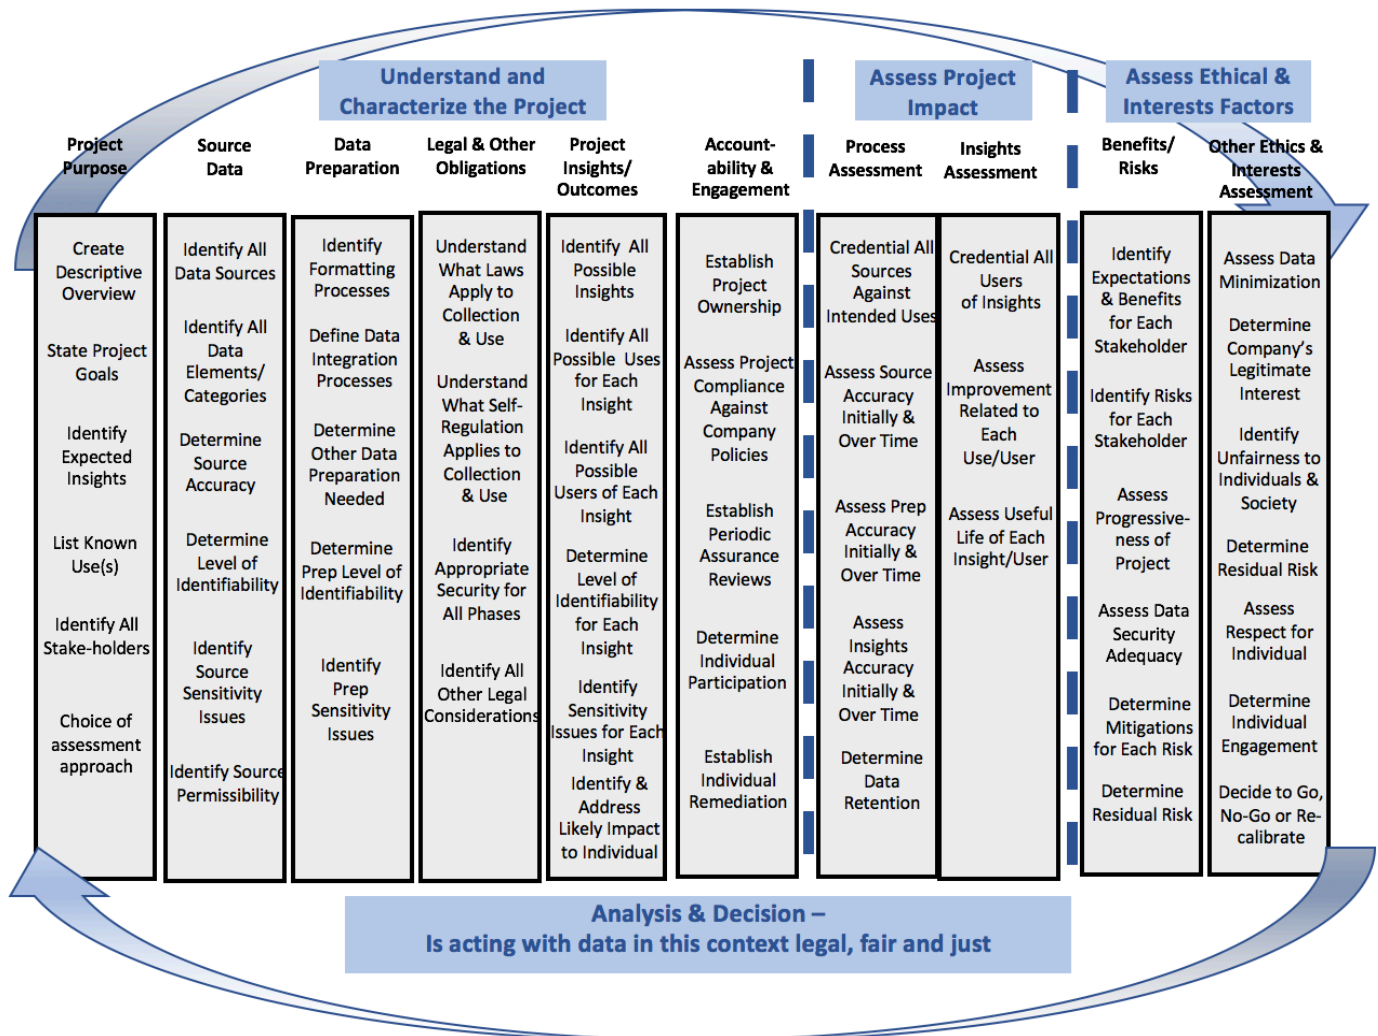 Understand and
Characterize the Project
Assess Project
Impact
Assess Ethical &
Interests Factors
Project
Purpose
Source
Data
Data
Preparation
Legal & Other
Obligations
Project
Insights/
Outcomes
Account-
ability &
Engagement
Process
Assessment
Insights
Assessment
Benefits/
Risks
Other Ethics &
Interests
Assessment
Create
Descriptive
Overview
State Project
Goals
Identify
Expected
Insights
List Known
Use(s)
Identify All
Stake-holders
Choice of
assessment
approach
Identify All
Data Sources
Identify All
Data
Elements/
Categories
Determine
Source
Accuracy
Determine
Level of
Identifiability
Identify
Source
Sensitivity
Issues
Identify Source
Permissibility
Identify
Formatting
Processes
Define Data
Integration
Processes
Determine
Other Data
Preparation
Needed
Determine
Prep Level of
Identifiability
Identify
Prep
Sensitivity
Issues
Understand
What Laws
Apply to
Collection
& Use
Understand
What Self-
Regulation
Applies to
Collection
& Use
Identify
Appropriate
Security for
All Phases
Identify All
Other Legal
Considerations
Identify All
Possible
Insights
Identify All
Possible Uses
for Each
Insight
Identify All
Possible
Users of Each
Insight
Determine
Level of
Identifiability
for Each
Insight
Identify
Sensitivity
Issues for Each
Insight
Identify &
Address
Likely Impact
to Individual
Establish
Project
Ownership
Assess Project
Compliance
Against
Company
Policies
Establish
Periodic
Assurance
Reviews
Determine
Individual
Participation
Establish
Individual
Remediation
Credential All
Sources
Against
Intended Uses
Assess Source
Accuracy
Initially &
Over Time
Assess Prep
Accuracy
Initially &
Over Time
Assess
Insights
Accuracy
Initially &
Over Time
Determine
Data
Retention
Credential All
Users
of Insights
Assess
Improvement
Related to
Each
Use/User
Assess Useful
Life of Each
Insight/User
Identify
Expectations
& Benefits
for Each
Stakeholder
Identify Risks
for Each
Stakeholder
Assess
Progressive-
ness of
Project
Assess Data
Security
Adequacy
Determine
Mitigations
for Each Risk
Determine
Residual Risk
Assess Data
Minimization
Determine
Company's
Legitimate
Interest
Identify
Unfairness to
Individuals &
Society
Determine
Residual Risk
Assess
Respect for
Individual
Determine
Individual
Engagement
Decide to Go,
No-Go or Re-
calibrate
Analysis & Decision –
Is acting with data in this context legal, fair and just